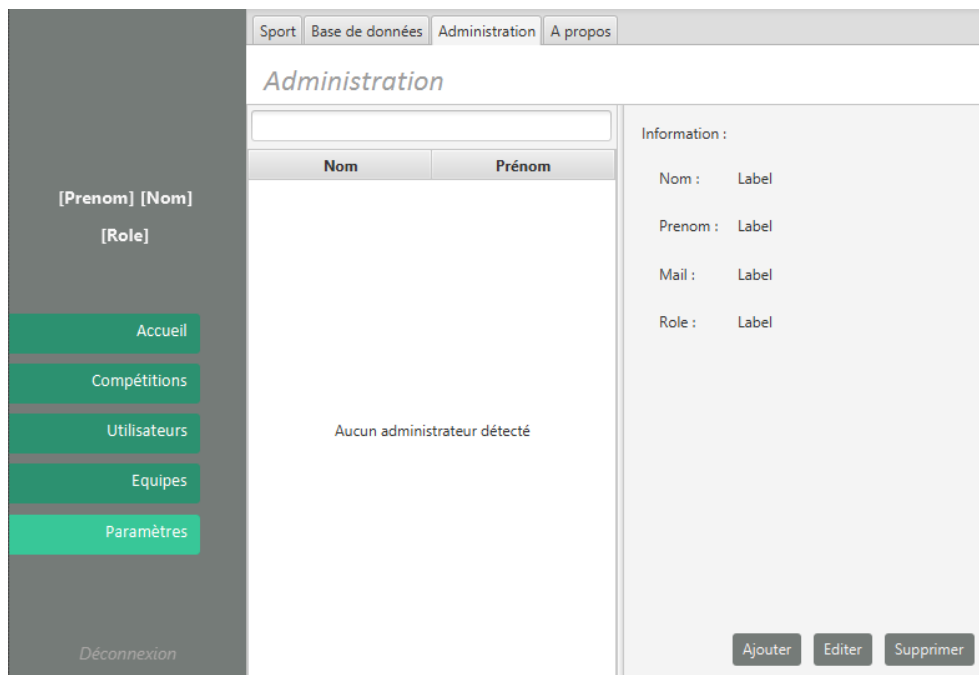 Sport Base de données Administration A propos
Administration
[Prenom] [Nom]
[Role]
Accueil
Compétitions
Utilisateurs
Equipes
Paramètres
Déconnexion
Nom Prénom
Aucun administrateur détecté
Information :
Nom : Label
Prenom : Label
Mail : Label
Role : Label
Ajouter Editer Supprimer